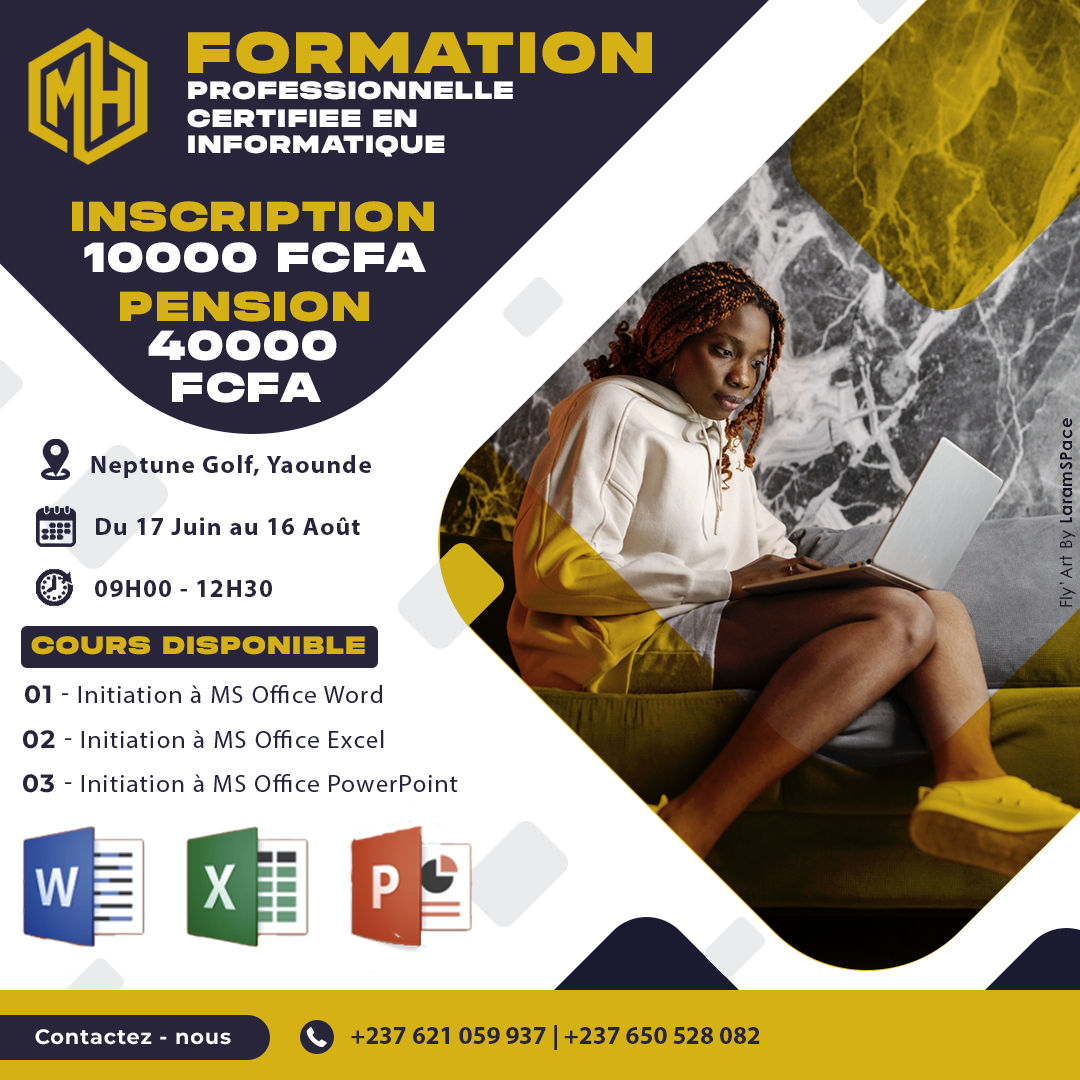 MH
FORMATION
PROFESSIONNELLE
CERTIFIEE EN
INFORMATIQUE
INSCRIPTION
10000 FCFA
PENSION
40000
FCFA
Neptune Golf, Yaounde
Du 17 Juin au 16 Août
09H00 - 12H30
COURS DISPONIBLE
01 - Initiation à MS Office Word
02 - Initiation à MS Office Excel
03 - Initiation à MS Office PowerPoint
W X P
Fly' Art By LaramSPace
Contactez - nous
+237 621 059 937 | +237 650 528 082